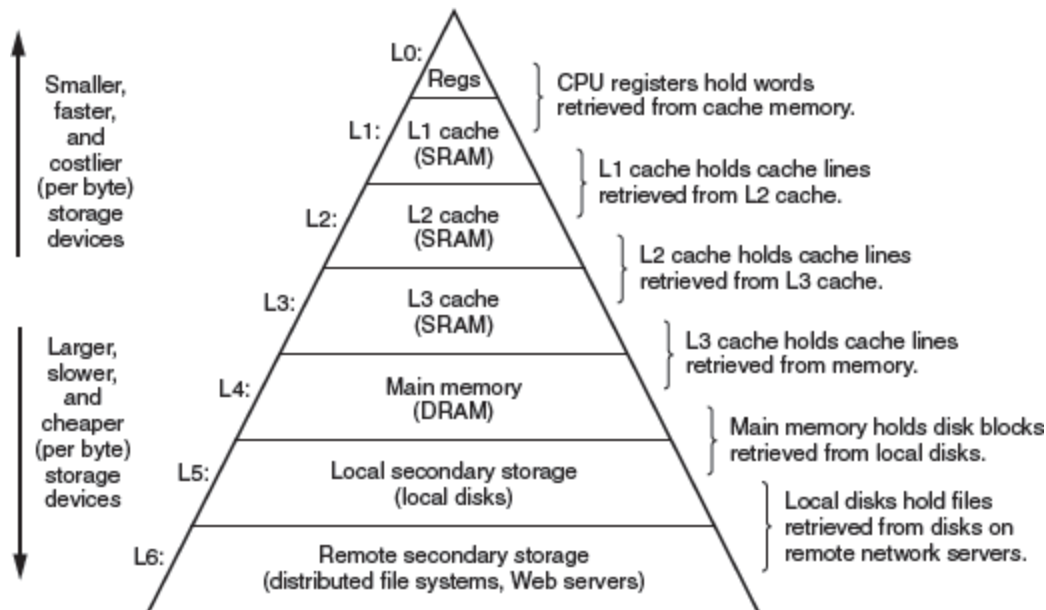 L0:
Regs
CPU registers hold words
retrieved from cache memory.
Smaller,
faster,
and
costlier
(per byte)
storage
devices
L1:
L1 cache
(SRAM)
L1 cache holds cache lines
retrieved from L2 cache.
L2:
L2 cache
(SRAM)
L2 cache holds cache lines
retrieved from L3 cache.
L3:
L3 cache
(SRAM)
L3 cache holds cache lines
retrieved from memory.
Larger,
slower,
and
cheaper
(per byte)
storage
devices
L4:
Main memory
(DRAM)
Main memory holds disk blocks
retrieved from local disks.
L5:
Local secondary storage
(local disks)
Local disks hold files
retrieved from disks on
remote network servers.
L6:
Remote secondary storage
(distributed file systems, Web servers)